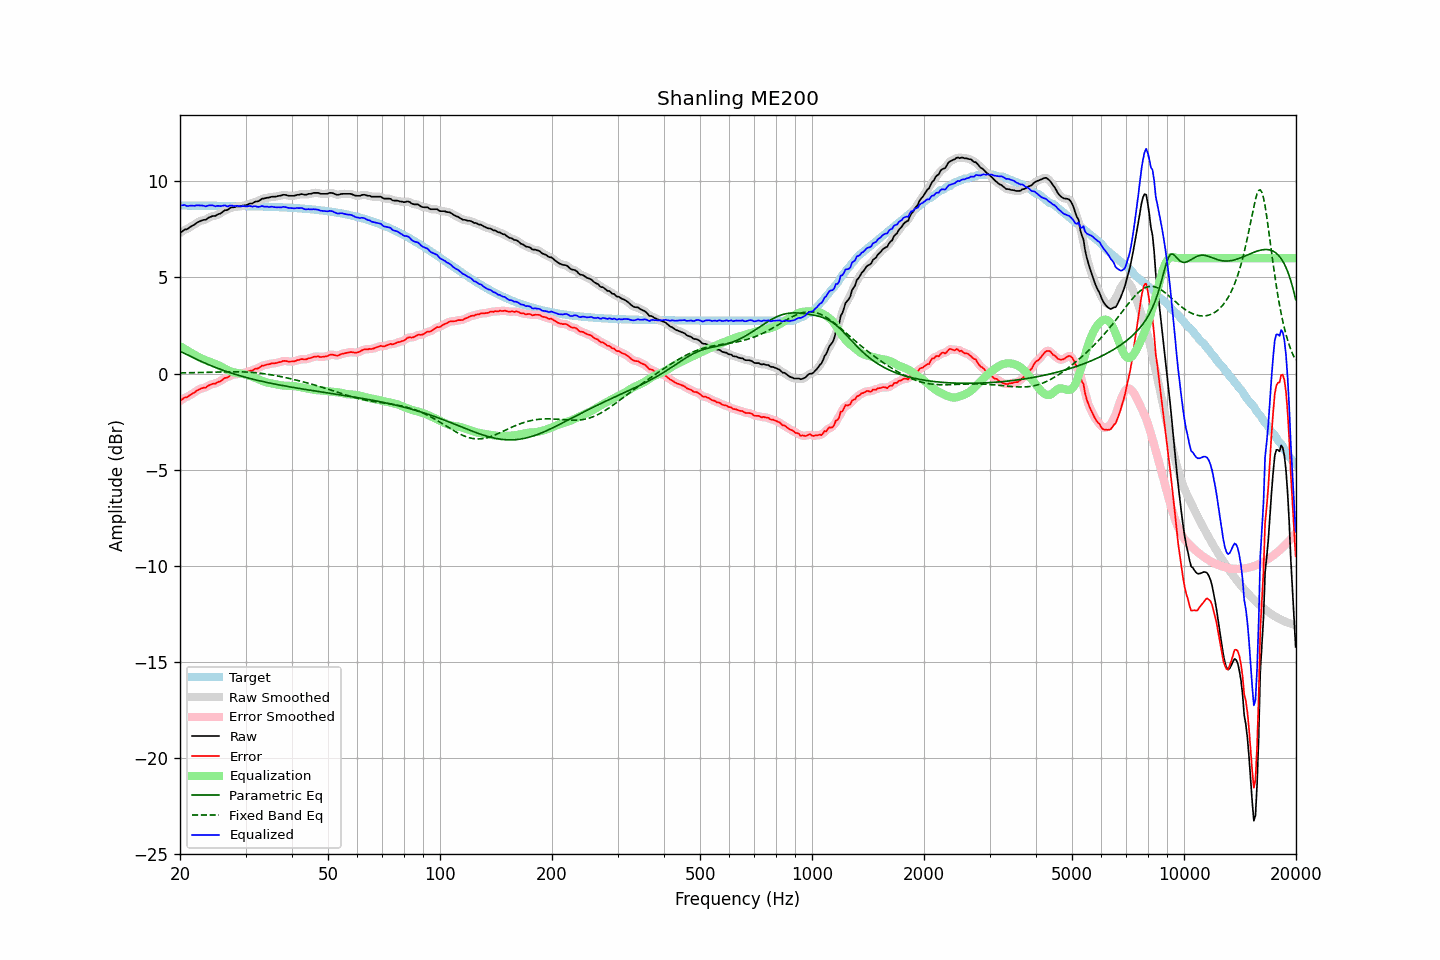 Shanling ME200
Amplitude (dBr)
10
5
0
−5
−10
−15
−20
−25
Target
Raw Smoothed
Error Smoothed
Raw
Error
Equalization
Parametric Eq
Fixed Band Eq
Equalized
20 50 100 200 500 1000 2000 5000 10000 20000
Frequency (Hz)